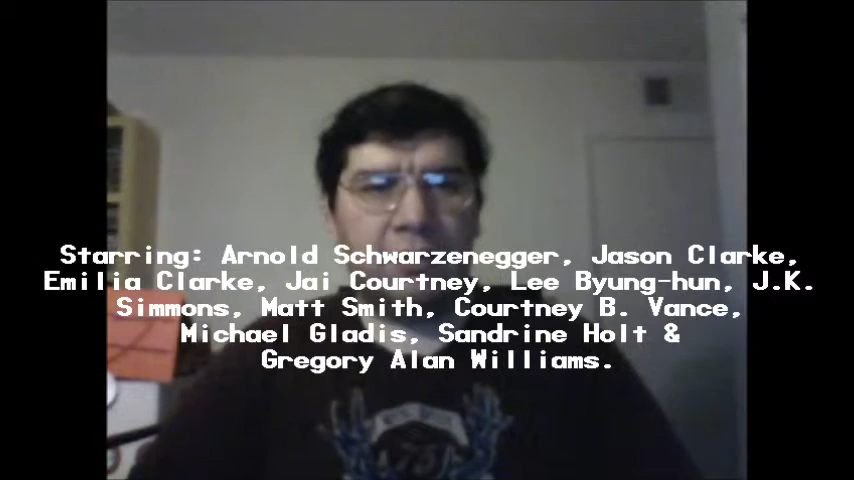 Starring: Arnold Schwarzenegger, Jason Clarke,
Emilia Clarke, Jai Courtney, Lee Byung-hun, J.K.
Simmons, Matt Smith, Courtney B. Vance,
Michael Gladis, Sandrine Holt &
Gregory Alan Williams.